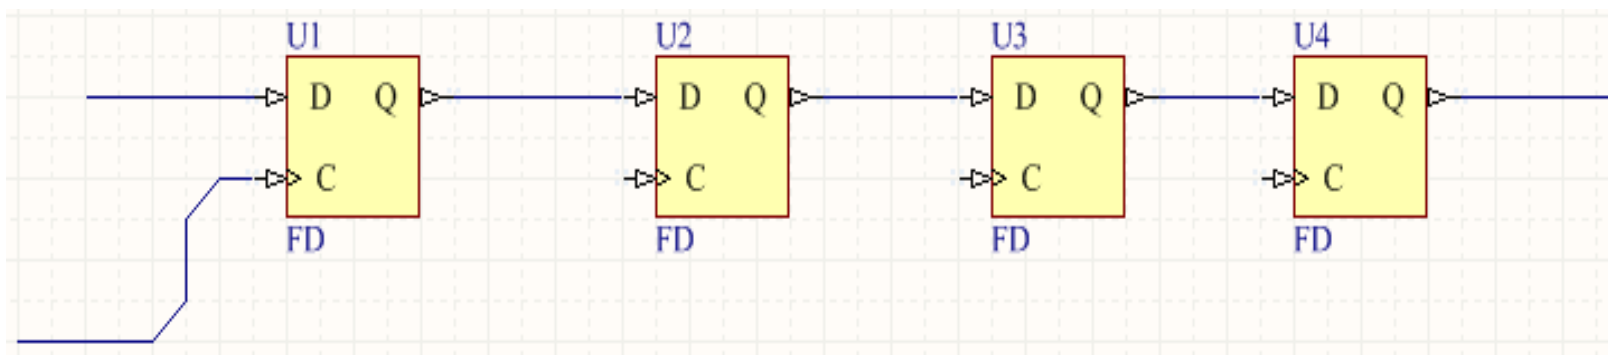 U1 U2 U3 U4
D Q D Q D Q D Q
C C C C
FD FD FD FD